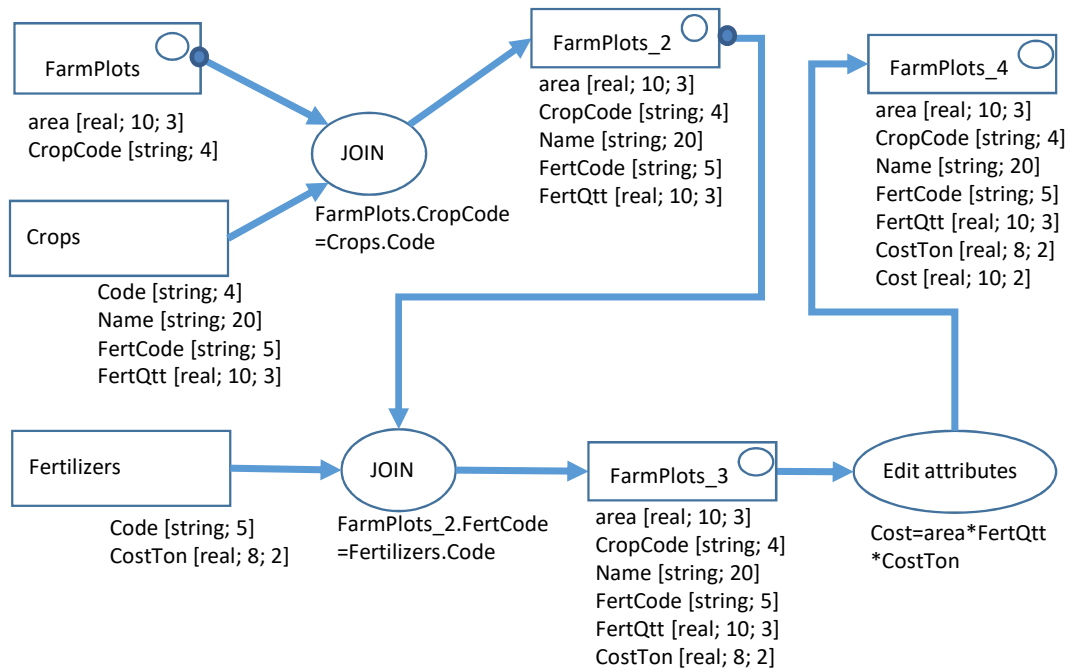 FarmPlots
area [real; 10; 3]
CropCode [string; 4]
Crops
Code [string; 4]
Name [string; 20]
FertCode [string; 5]
FertQtt [real; 10; 3]
JOIN
FarmPlots.CropCode
=Crops.Code
FarmPlots_2
area [real; 10; 3]
CropCode [string; 4]
Name [string; 20]
FertCode [string; 5]
FertQtt [real; 10; 3]
Fertilizers
Code [string; 5]
CostTon [real; 8; 2]
JOIN
FarmPlots_2.FertCode
=Fertilizers.Code
FarmPlots_3
area [real; 10; 3]
CropCode [string; 4]
Name [string; 20]
FertCode [string; 5]
FertQtt [real; 10; 3]
CostTon [real; 8; 2]
Edit attributes
Cost=area*FertQtt
*CostTon
FarmPlots_4
area [real; 10; 3]
CropCode [string; 4]
Name [string; 20]
FertCode [string; 5]
FertQtt [real; 10; 3]
CostTon [real; 8; 2]
Cost [real; 10; 2]